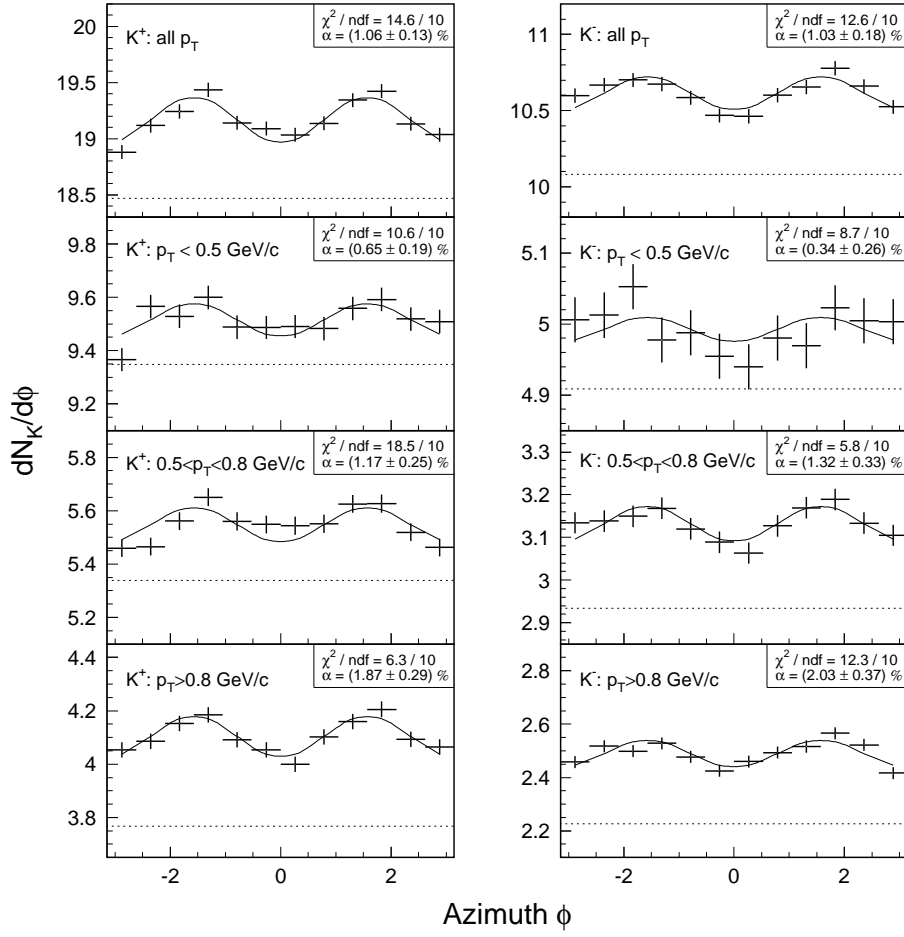 K⁺: all p_T
χ² / ndf = 14.6 / 10
α = (1.06 ± 0.13) %
20
19.5
19
18.5
K⁻: all p_T
χ² / ndf = 12.6 / 10
α = (1.03 ± 0.18) %
11
10.5
10
K⁺: p_T < 0.5 GeV/c
χ² / ndf = 10.6 / 10
α = (0.65 ± 0.19) %
9.8
9.6
9.4
9.2
K⁻: p_T < 0.5 GeV/c
χ² / ndf = 8.7 / 10
α = (0.34 ± 0.26) %
5.1
5
4.9
dN_K/dφ
K⁺: 0.5<p_T<0.8 GeV/c
χ² / ndf = 18.5 / 10
α = (1.17 ± 0.25) %
5.8
5.6
5.4
5.2
K⁻: 0.5<p_T<0.8 GeV/c
χ² / ndf = 5.8 / 10
α = (1.32 ± 0.33) %
3.3
3.2
3.1
3
2.9
K⁺: p_T>0.8 GeV/c
χ² / ndf = 6.3 / 10
α = (1.87 ± 0.29) %
4.4
4.2
4
3.8
K⁻: p_T>0.8 GeV/c
χ² / ndf = 12.3 / 10
α = (2.03 ± 0.37) %
2.8
2.6
2.4
2.2
-2 0 2
-2 0 2
Azimuth φ